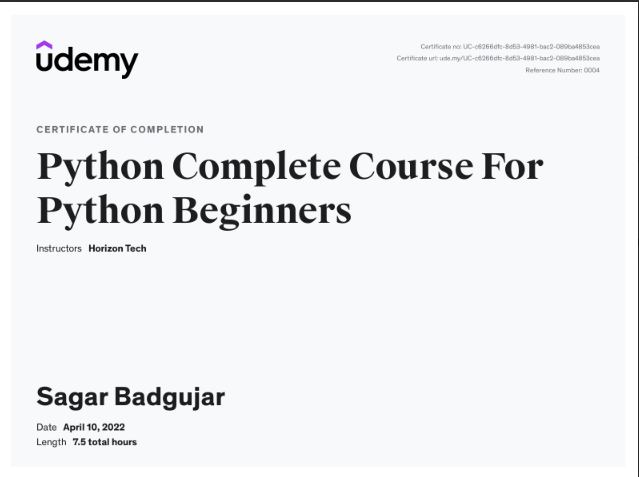 udemy
Certificate no: UC-c6266dfc-8d53-4981-bac2-089ba4853cea
Certificate url: ude.my/UC-c6266dfc-8d53-4981-bac2-089ba4853cea
Reference Number: 0004
CERTIFICATE OF COMPLETION
Python Complete Course For
Python Beginners
Instructors Horizon Tech
Sagar Badgujar
Date April 10, 2022
Length 7.5 total hours